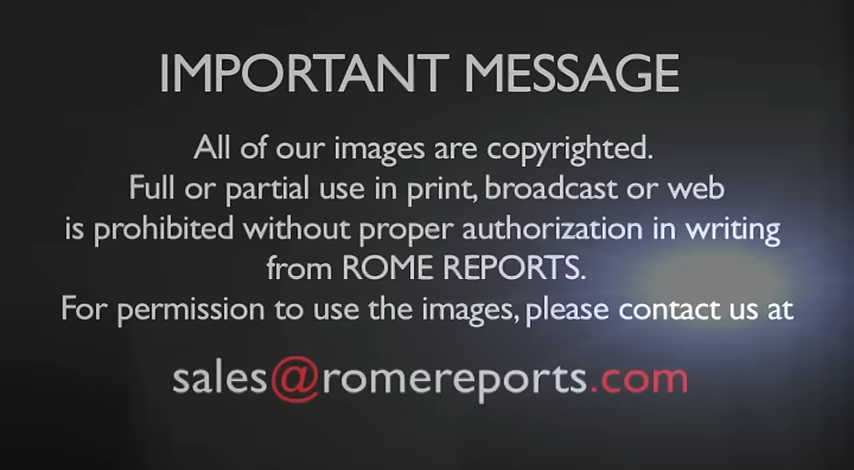 IMPORTANT MESSAGE
All of our images are copyrighted.
Full or partial use in print, broadcast or web
is prohibited without proper authorization in writing
from ROME REPORTS.
For permission to use the images, please contact us at
sales@romereports.com